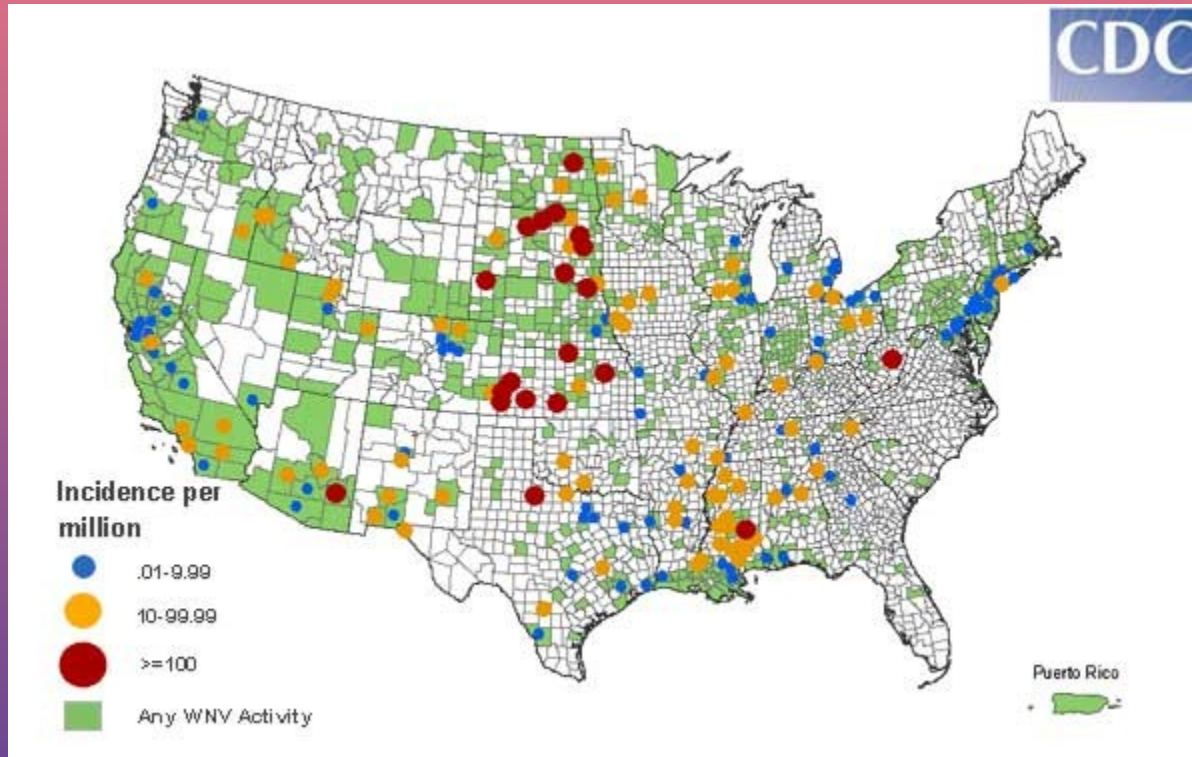 CDC
Incidence per
million
.01-9.99
10-99.99
>=100
Any WNV Activity
Puerto Rico